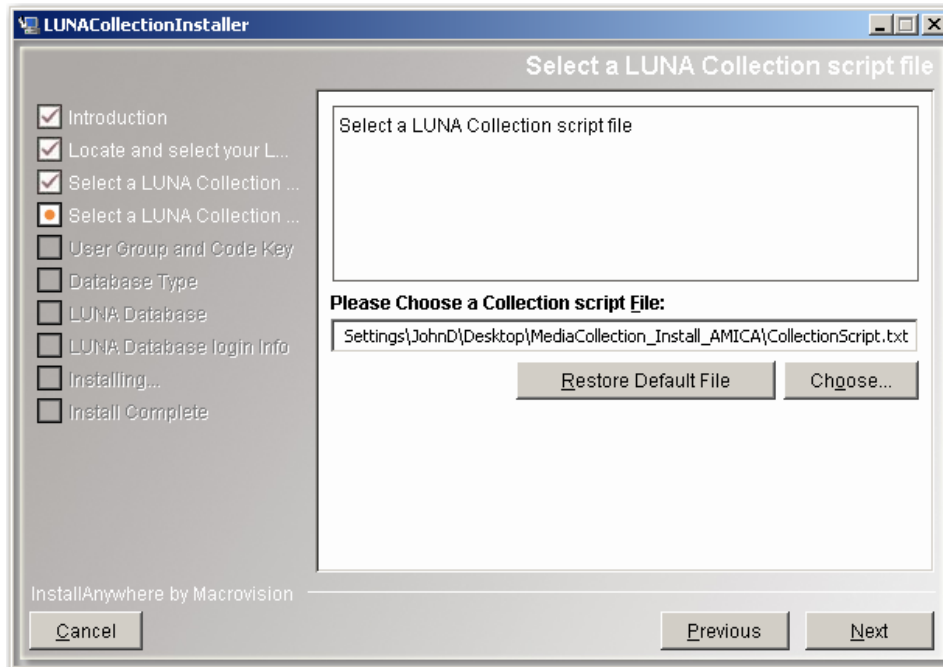 LUNACollectionInstaller
Select a LUNA Collection script file
Introduction
Locate and select your L...
Select a LUNA Collection ...
Select a LUNA Collection ...
User Group and Code Key
Database Type
LUNA Database
LUNA Database login Info
Installing...
Install Complete
Select a LUNA Collection script file
Please Choose a Collection script File:
Settings\JohnD\Desktop\MediaCollection_Install_AMICA\CollectionScript.txt
Restore Default File
Choose...
InstallAnywhere by Macrovision
Cancel
Previous
Next